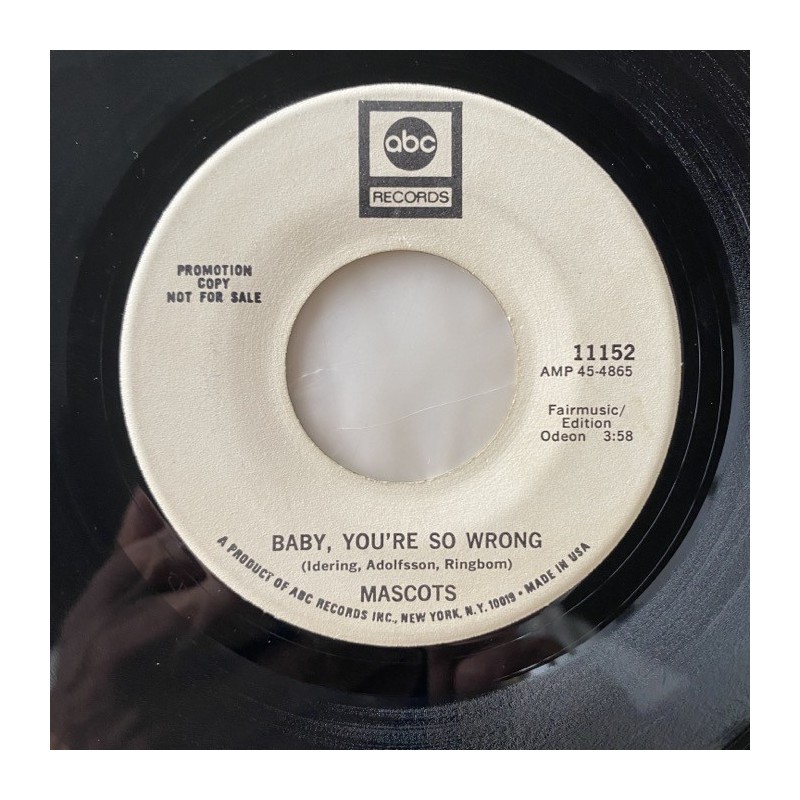 abc
RECORDS
PROMOTION
COPY
NOT FOR SALE
11152
AMP 45-4865
Fairmusic/
Edition
Odeon 3:58
BABY, YOU'RE SO WRONG
(Idering, Adolfsson, Ringbom)
MASCOTS
A PRODUCT OF ABC RECORDS INC., NEW YORK, N.Y. 10019 • MADE IN USA